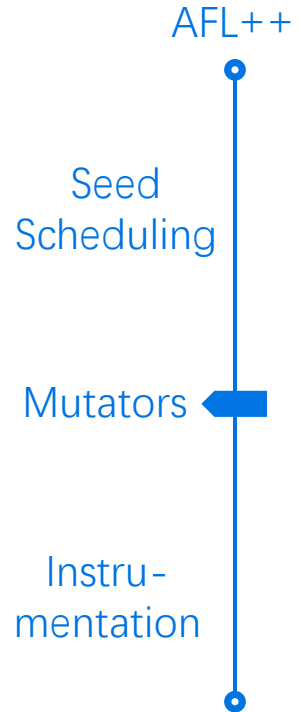 AFL++
Seed
Scheduling
Mutators
Instru-
mentation